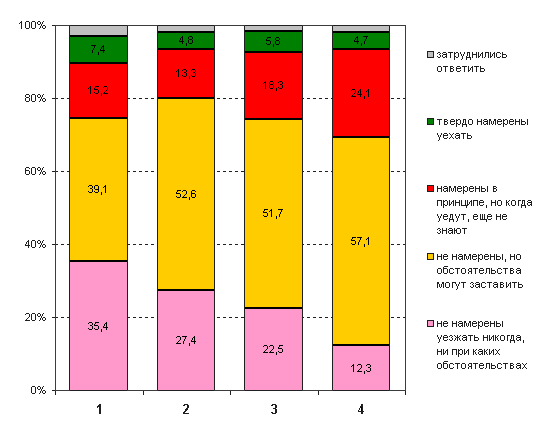 100%
80%
60%
40%
20%
0%
7,4
15,2
39,1
35,4
4,8
13,3
52,6
27,4
5,8
18,3
51,7
22,5
4,7
24,1
57,1
12,3
1
2
3
4
затруднились
ответить
твердо намерены
уехать
намерены в
принципе, но когда
уедут, еще не
знают
не намерены, но
обстоятельства
могут заставить
не намерены
уезжать никогда,
ни при каких
обстоятельствах